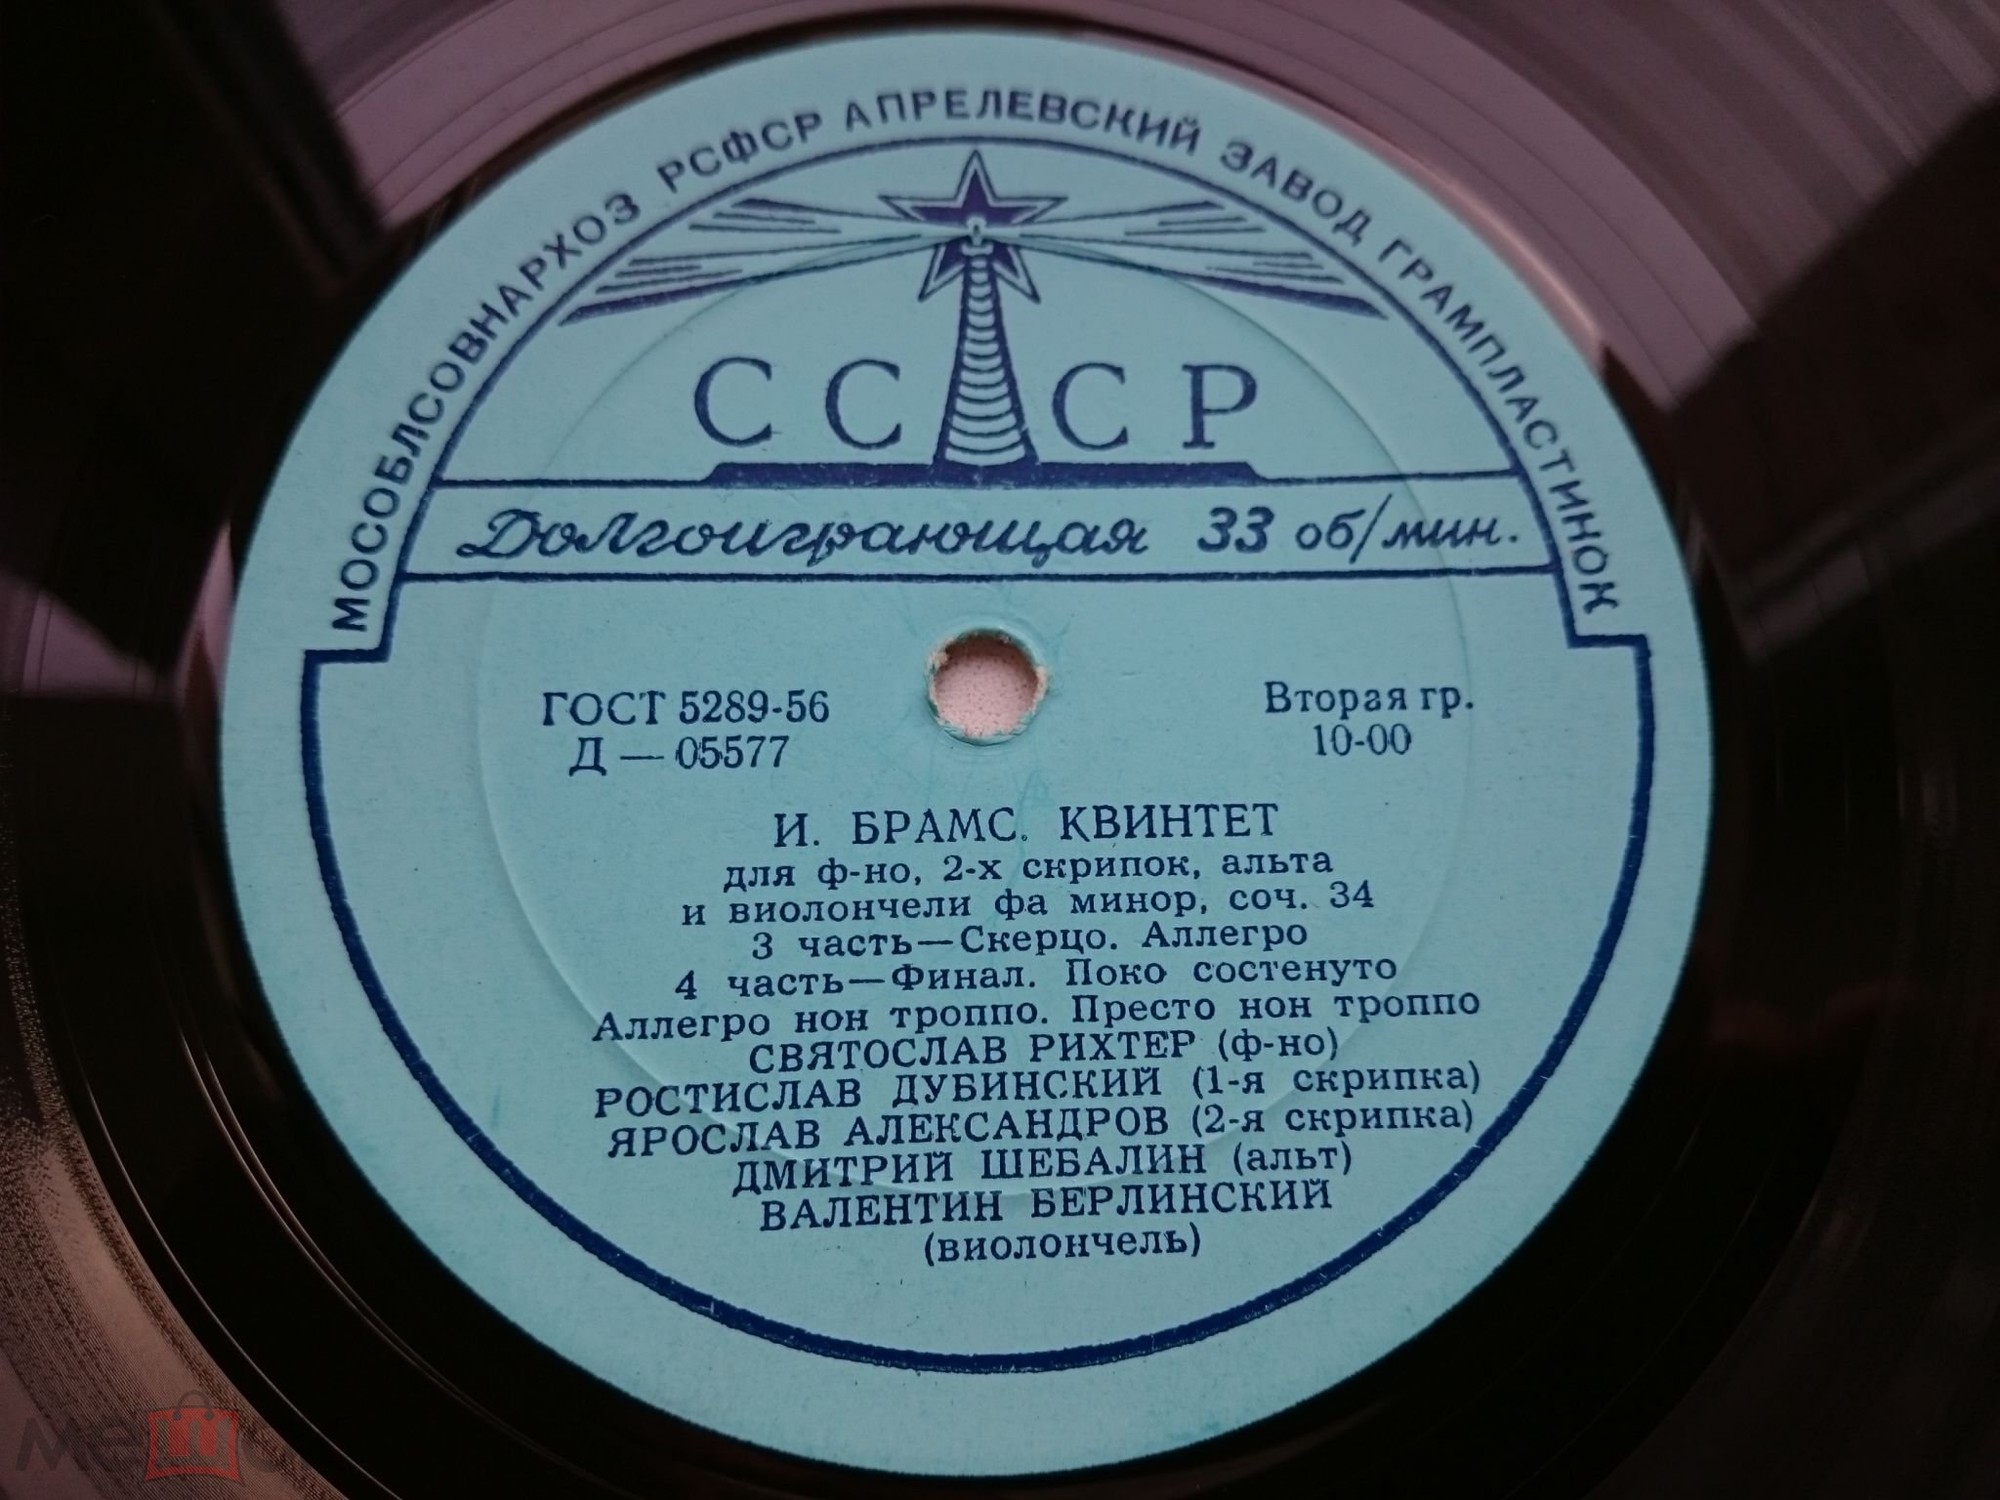 МОСОБЛСОВНАРХОЗ РСФСР АПРЕЛЕВСКИЙ ЗАВОД ГРАМПЛАСТИНОК
СССР
Долгоиграющая 33 об/мин.
ГОСТ 5289-56
Д — 05577
Вторая гр.
10-00
И. БРАМС. КВИНТЕТ
для ф-но, 2-х скрипок, альта
и виолончели фа минор, соч. 34
3 часть—Скерцо. Аллегро
4 часть—Финал. Поко состенуто
Аллегро нон троппо. Престо нон троппо
СВЯТОСЛАВ РИХТЕР (ф-но)
РОСТИСЛАВ ДУБИНСКИЙ (1-я скрипка)
ЯРОСЛАВ АЛЕКСАНДРОВ (2-я скрипка)
ДМИТРИЙ ШЕБАЛИН (альт)
ВАЛЕНТИН БЕРЛИНСКИЙ
(виолончель)